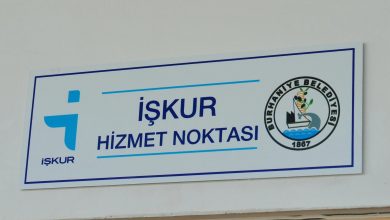 İŞKUR
İŞKUR
HİZMET NOKTASI
BURHANİYE BELEDİYESİ
1867